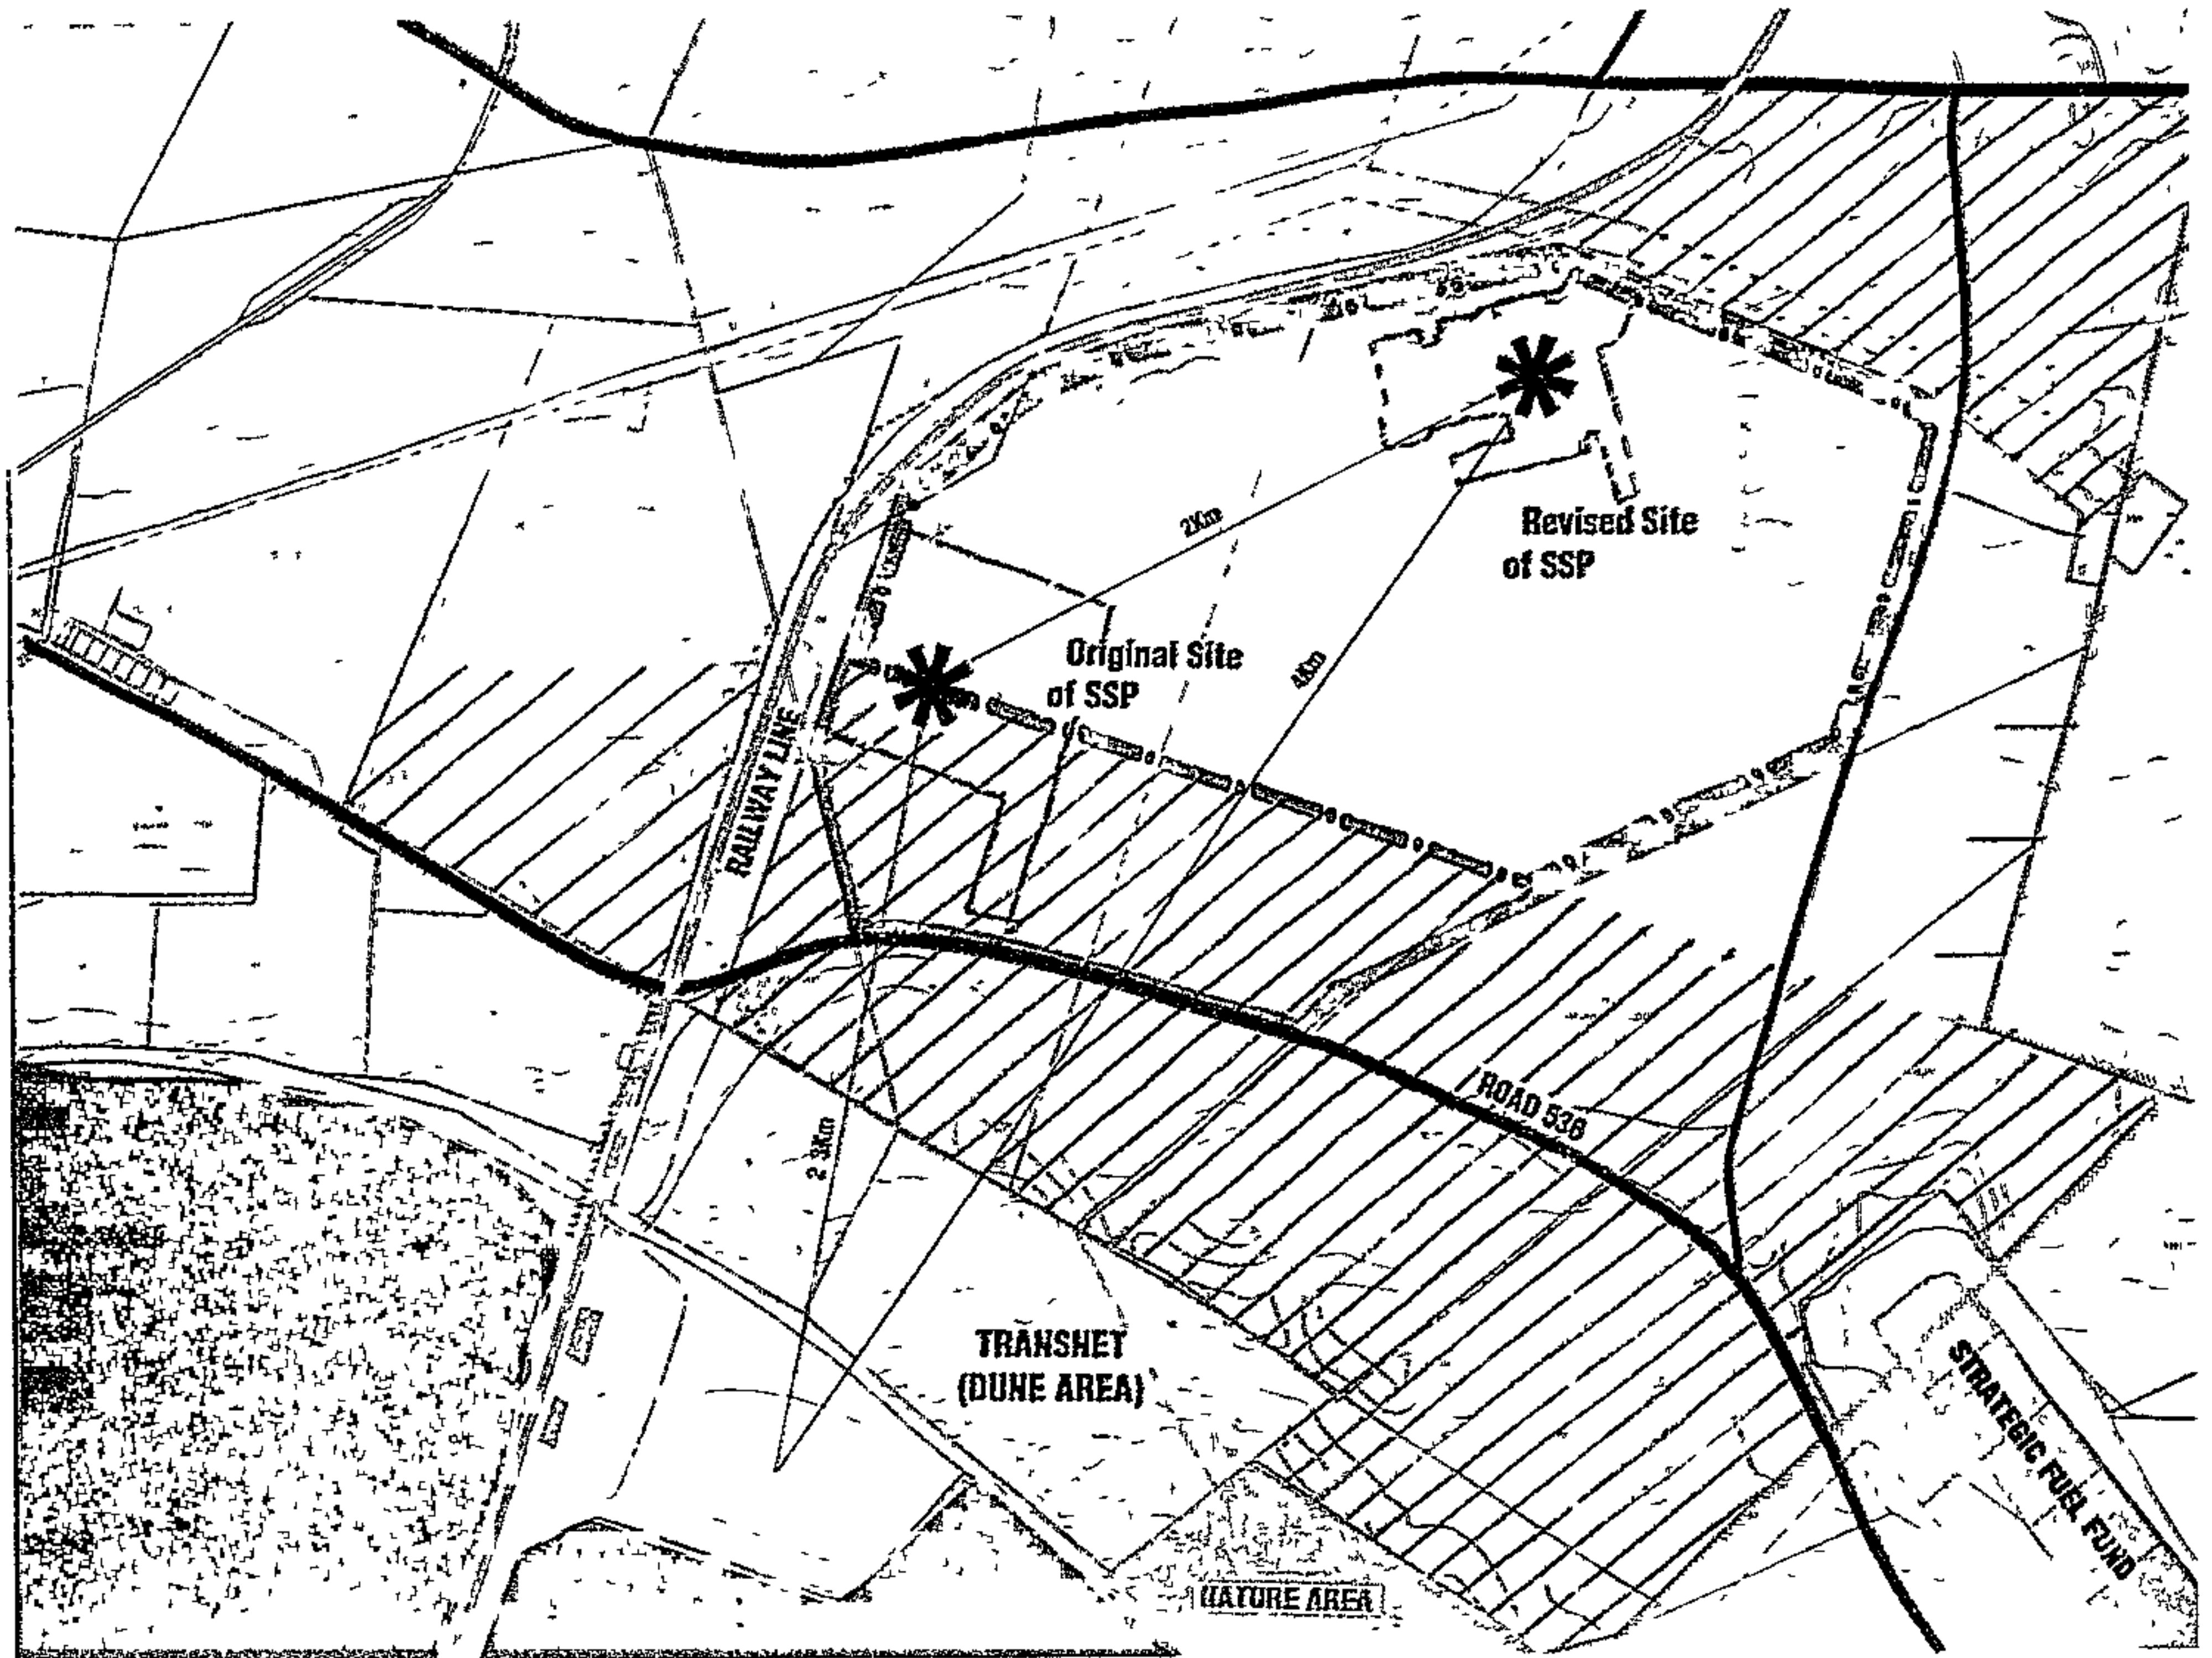 2Km
Revised Site
of SSP
Original Site
of SSP
4Km
RAILWAY LINE
ROAD 536
2 3Km
TRANSNET
(DUNE AREA)
STRATEGIC FUEL FUND
NATURE AREA